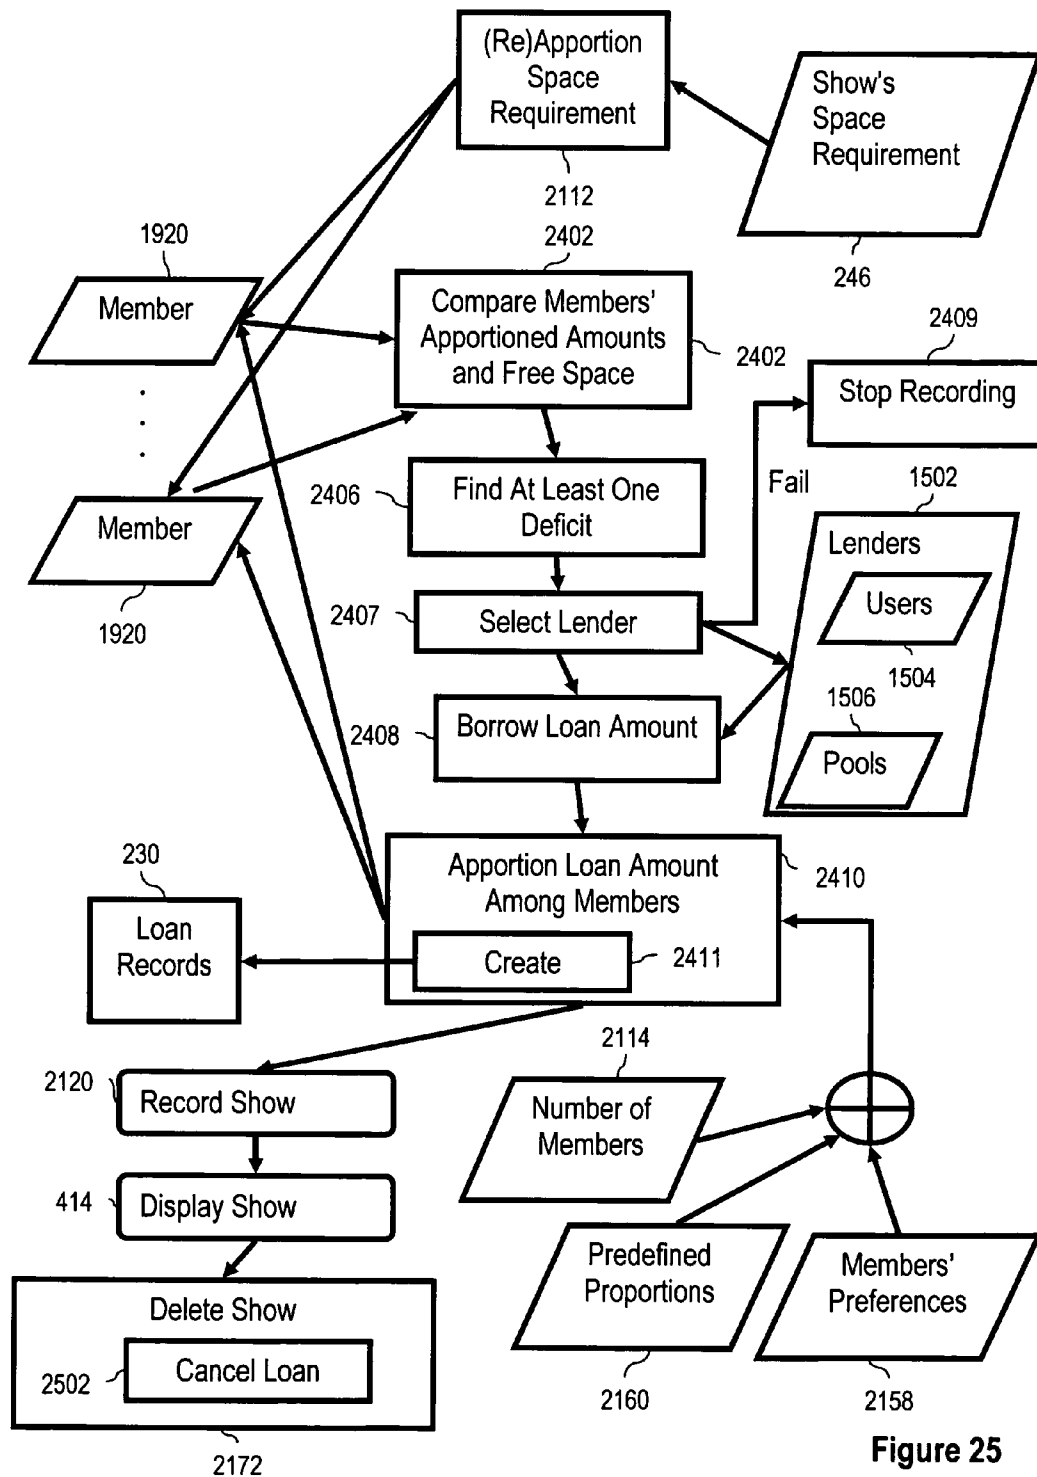 (Re)Apportion
Space
Requirement
2112
Show's
Space
Requirement
246
1920
Member
.
.
.
Member
1920
2402
Compare Members'
Apportioned Amounts
and Free Space
2402
2409
Stop Recording
Fail
2406
Find At Least One
Deficit
2407
Select Lender
1502
Lenders
Users
1504
1506
Pools
2408
Borrow Loan Amount
Apportion Loan Amount
Among Members
2410
Create
2411
230
Loan
Records
2120
Record Show
414
Display Show
Delete Show
2502
Cancel Loan
2172
2114
Number of
Members
Predefined
Proportions
2160
Members'
Preferences
2158
Figure 25